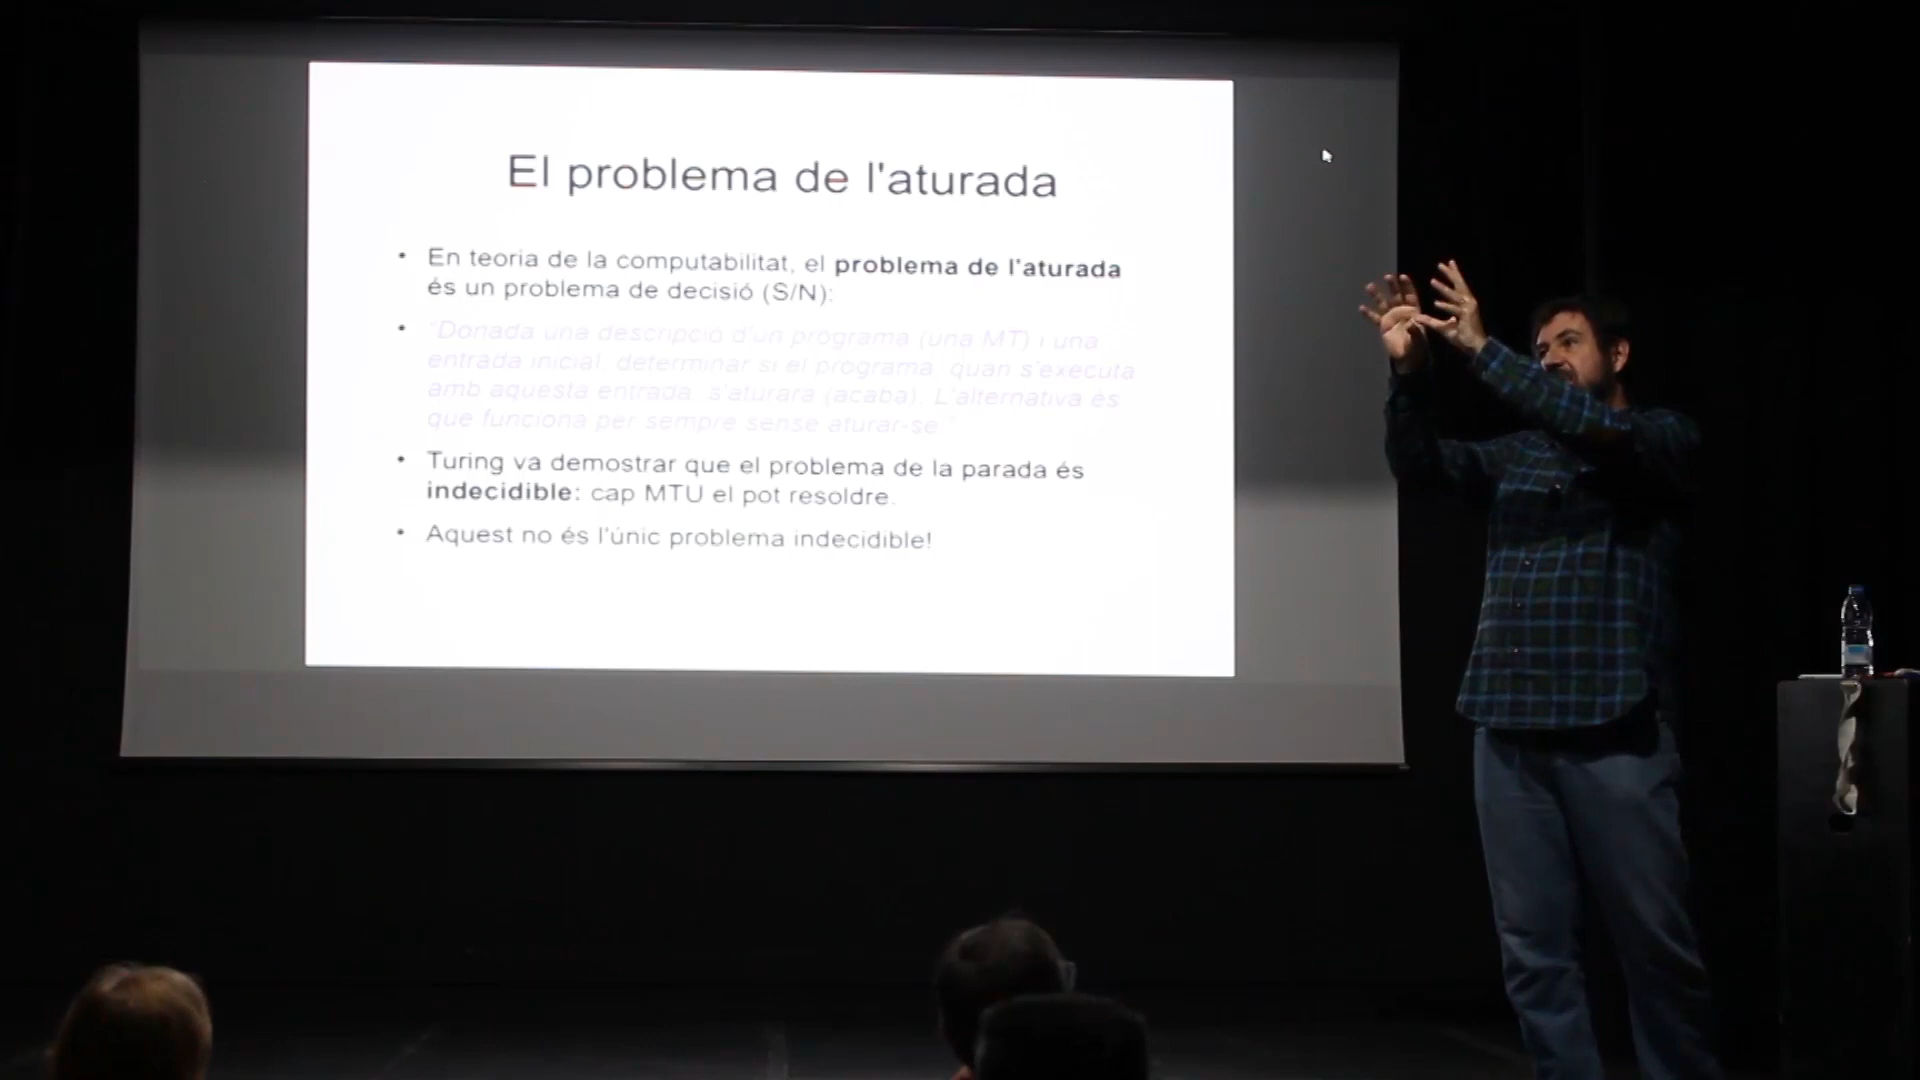 El problema de l'aturada
• En teoria de la computabilitat, el problema de l'aturada
és un problema de decisió (S/N):
• "Donada una descripció d'un programa (una MT) i una
entrada inicial, determinar si el programa, quan s'executa
amb aquesta entrada, s'aturarà (acaba). L'alternativa és
que funciona per sempre sense aturar-se."
• Turing va demostrar que el problema de la parada és
indecidible: cap MTU el pot resoldre.
• Aquest no és l'únic problema indecidible!